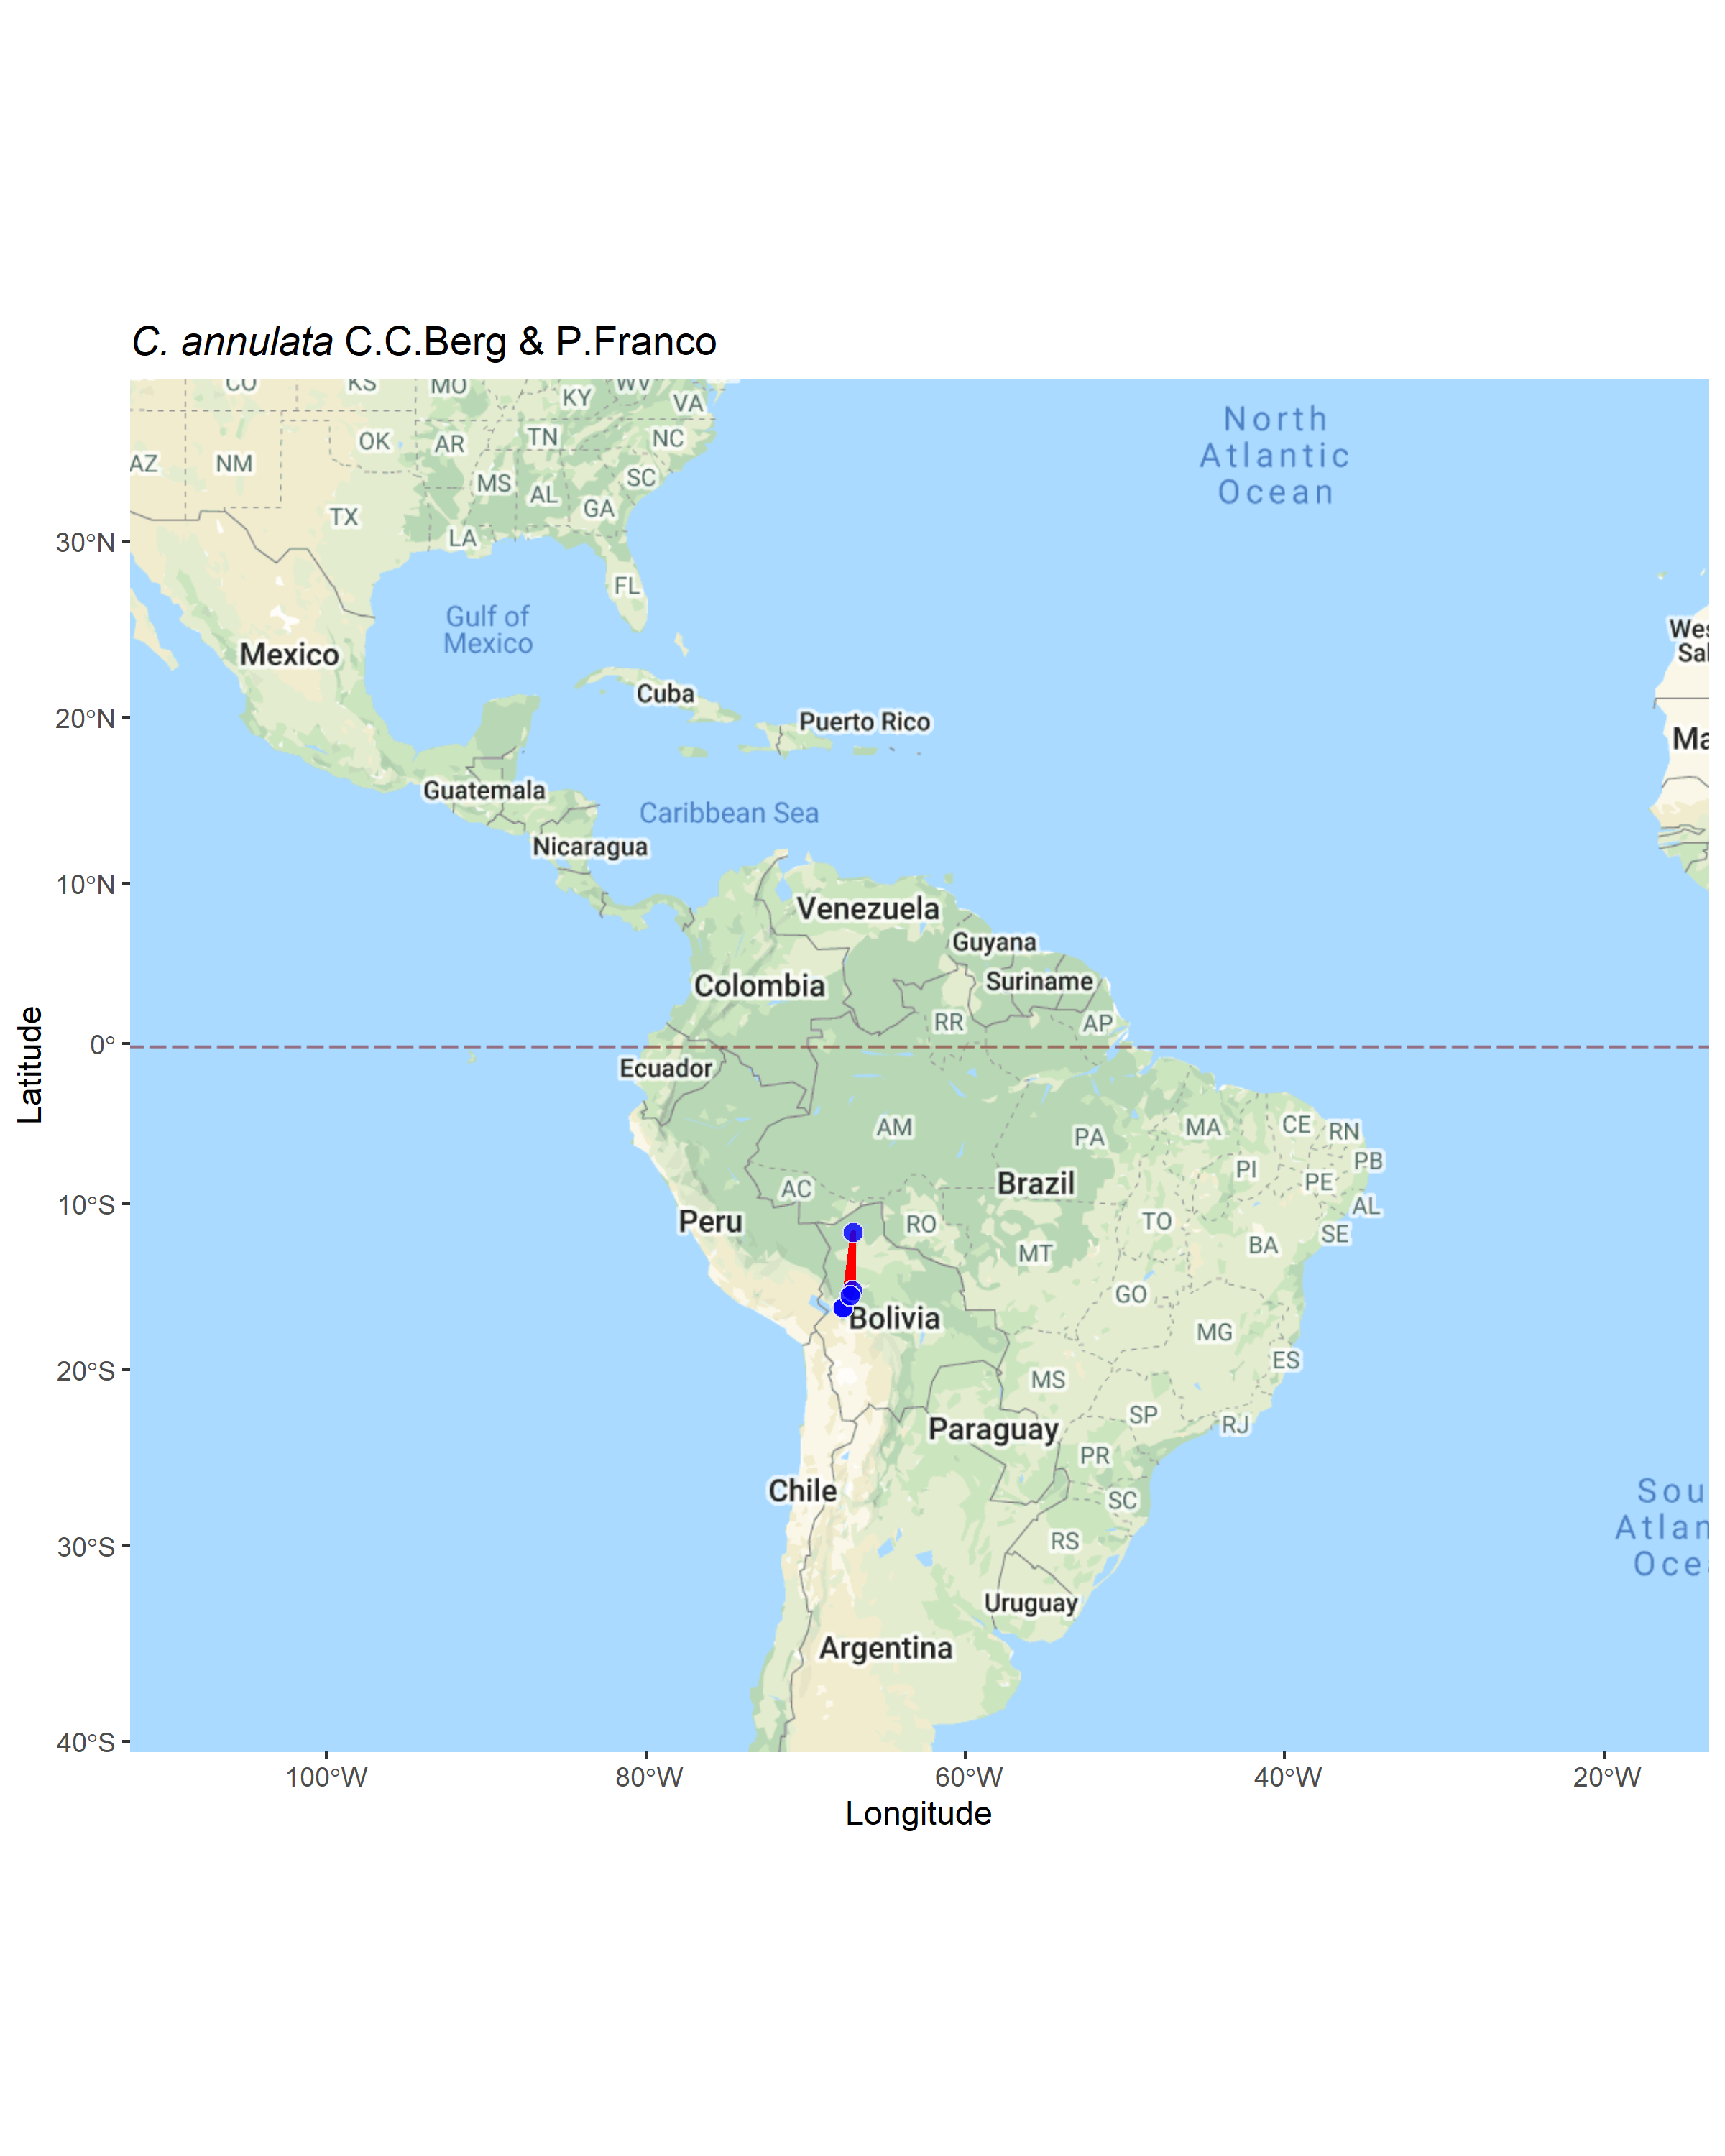 C. annulata C.C.Berg & P.Franco
CO KS MO WV
KY VA
OK AR TN NC
AZ NM
MS AL SC
TX GA
LA
30°N
FL
Gulf of
Mexico
North
Atlantic
Ocean
Mexico
Cuba
20°N
Puerto Rico
Guatemala
Caribbean Sea
Nicaragua
10°N
Venezuela
Guyana
Colombia
Suriname
RR AP
0°
Ecuador
Latitude
AM PA MA CE RN
PB
PI
PE
Brazil
AC
AL
10°S
Peru
RO TO SE
MT BA
GO
Bolivia
MG
ES
20°S
MS
SP
RJ
Paraguay
PR
Chile
SC
Sou
Atlan
Ocea
30°S
RS
Uruguay
Argentina
40°S
100°W 80°W 60°W 40°W 20°W
Longitude